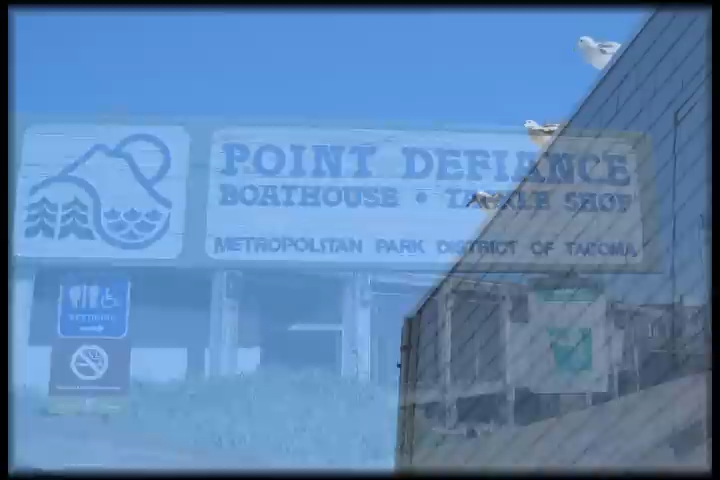 POINT DEFIANCE
BOATHOUSE • TACKLE SHOP
METROPOLITAN PARK DISTRICT OF TACOMA
RESTROOMS